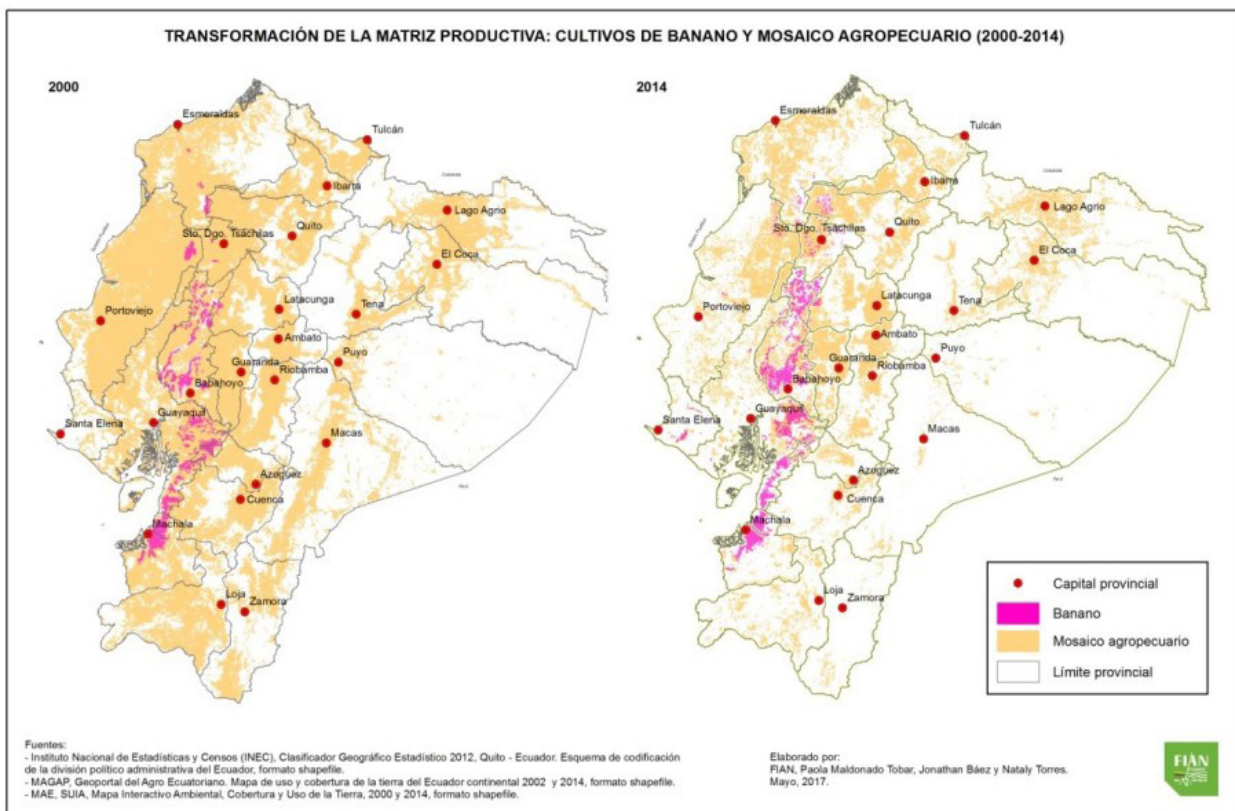 TRANSFORMACIÓN DE LA MATRIZ PRODUCTIVA: CULTIVOS DE BANANO Y MOSAICO AGROPECUARIO (2000-2014)
2000
Esmeraldas
Tulcán
Ibarra
Lago Agrio
Sto. Dgo. Tsáchilas
Quito
El Coca
Latacunga
Tena
Portoviejo
Ambato
Guaranda
Puyo
Riobamba
Babahoyo
Guayaquil
Santa Elena
Macas
Azoguez
Cuenca
Machala
Loja
Zamora
2014
Esmeraldas
Tulcán
Ibarra
Lago Agrio
Sto. Dgo. Tsáchilas
Quito
El Coca
Latacunga
Tena
Portoviejo
Ambato
Guaranda
Puyo
Riobamba
Babahoyo
Guayaquil
Santa Elena
Macas
Azoguez
Cuenca
Machala
Loja
Zamora
Capital provincial
Banano
Mosaico agropecuario
Límite provincial
Fuentes:
- Instituto Nacional de Estadísticas y Censos (INEC), Clasificador Geográfico Estadístico 2012, Quito - Ecuador. Esquema de codificación
de la división político administrativa del Ecuador, formato shapefile.
- MAGAP, Geoportal del Agro Ecuatoriano. Mapa de uso y cobertura de la tierra del Ecuador continental 2002 y 2014, formato shapefile.
- MAE, SUIA, Mapa Interactivo Ambiental, Cobertura y Uso de la Tierra, 2000 y 2014, formato shapefile.
Elaborado por:
FIAN, Paola Maldonado Tobar, Jonathan Báez y Nataly Torres.
Mayo, 2017.
FIAN